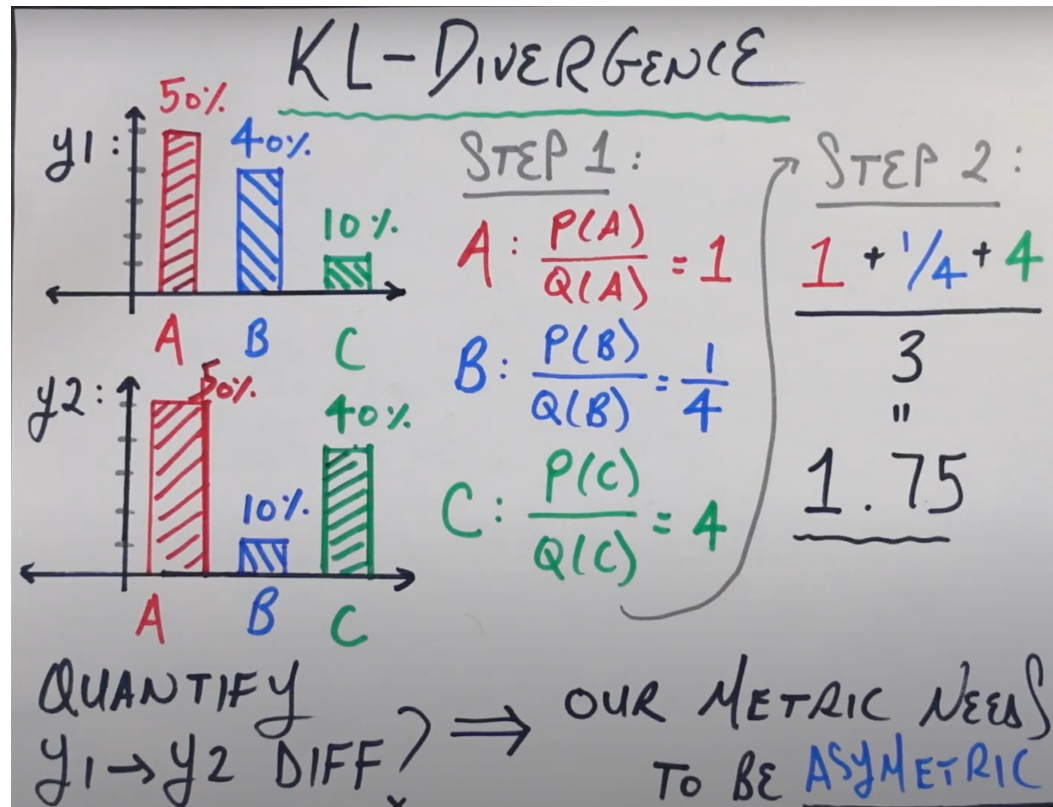 KL-DIVERGENCE
y1:
50%
40%
10%
A B C
y2:
50%
10%
40%
A B C
STEP 1:
A: P(A)/Q(A) = 1
B: P(B)/Q(B) = 1/4
C: P(C)/Q(C) = 4
STEP 2:
1 + 1/4 + 4
3
"
1.75
QUANTIFY
y1→y2 DIFF?
⇒
OUR METRIC NEEDS
TO BE ASYMETRIC